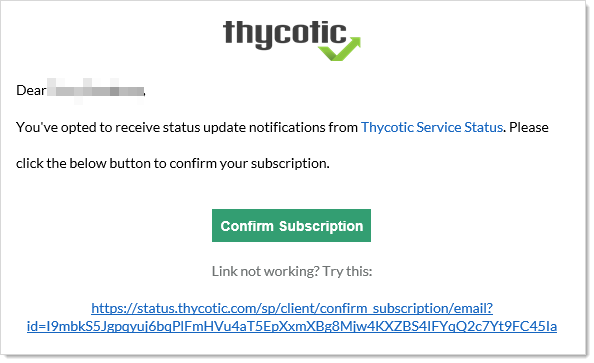 thycotic
Dear ,
You've opted to receive status update notifications from Thycotic Service Status. Please
click the below button to confirm your subscription.
Confirm Subscription
Link not working? Try this:
https://status.thycotic.com/sp/client/confirm_subscription/email?
id=I9mbkS5Jgpqyuj6bqPlFmHVu4aT5EpXxmXBg8Mjw4KXZBS4IFYqQ2c7Yt9FC45Ia